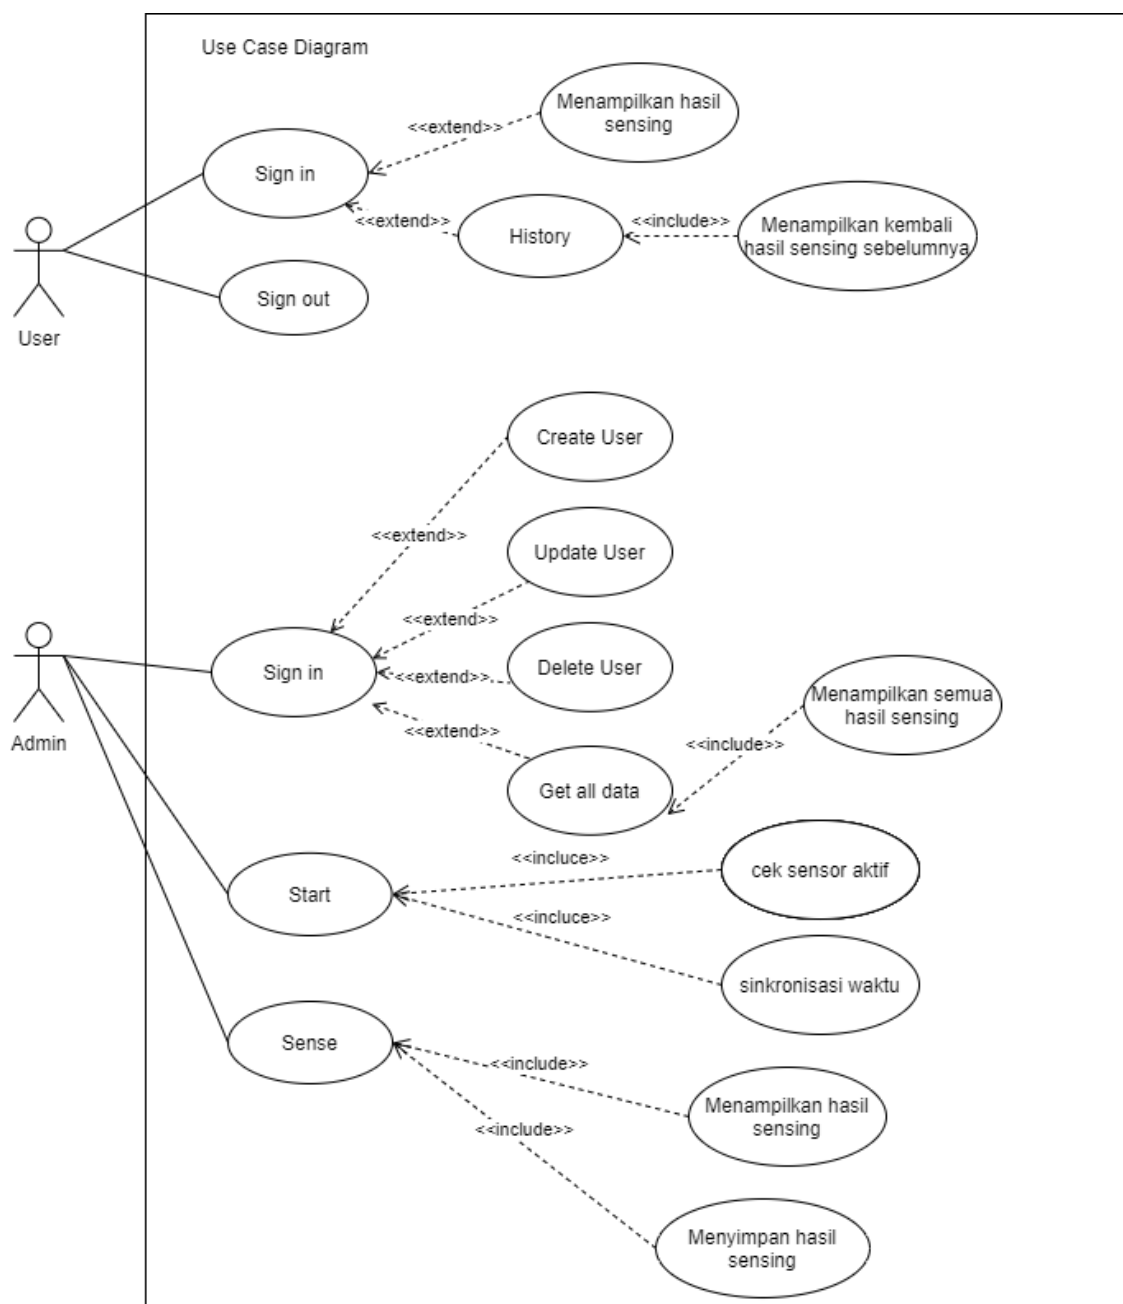 Use Case Diagram
Menampilkan hasil
sensing
<<extend>>
Sign in
<<extend>>
History
<<include>>
Menampilkan kembali
hasil sensing sebelumnya
Sign out
User
Create User
<<extend>>
Update User
<<extend>>
Sign in
<<extend>>
Delete User
<<extend>>
Menampilkan semua
hasil sensing
<<include>>
Admin
Get all data
<<incluce>>
cek sensor aktif
Start
<<incluce>>
sinkronisasi waktu
Sense
<<include>>
Menampilkan hasil
sensing
<<include>>
Menyimpan hasil
sensing